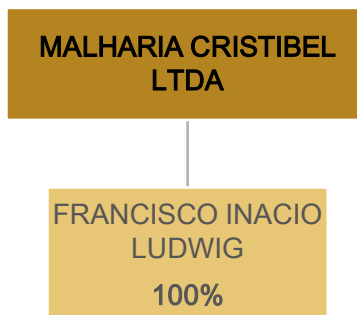 MALHARIA CRISTIBEL
LTDA
FRANCISCO INACIO
LUDWIG
100%